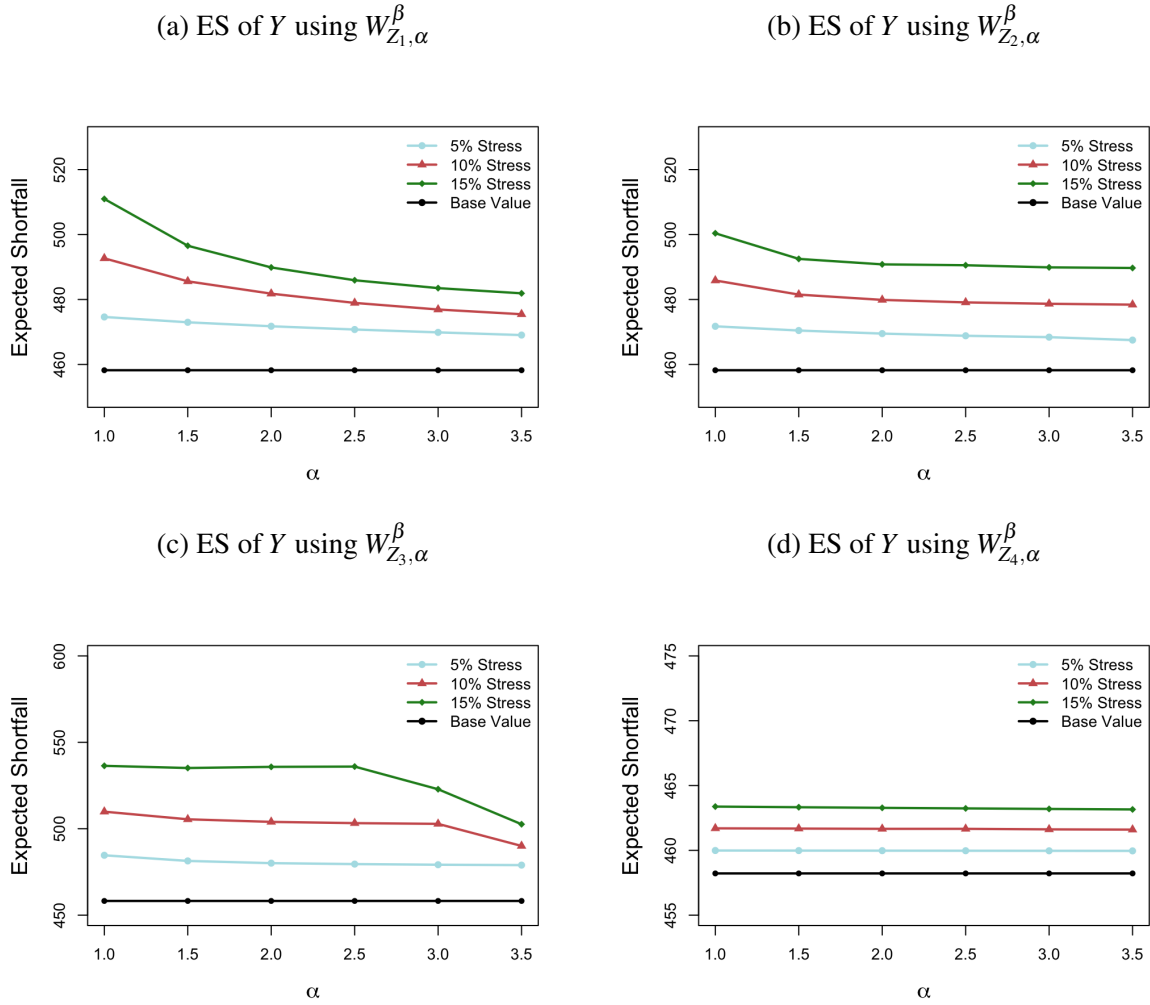 (a) ES of Y using W^β_{Z_1,α}
(b) ES of Y using W^β_{Z_2,α}
Expected Shortfall
460 480 500 520
5% Stress
10% Stress
15% Stress
Base Value
1.0 1.5 2.0 2.5 3.0 3.5
α
Expected Shortfall
460 480 500 520
5% Stress
10% Stress
15% Stress
Base Value
1.0 1.5 2.0 2.5 3.0 3.5
α
(c) ES of Y using W^β_{Z_3,α}
(d) ES of Y using W^β_{Z_4,α}
Expected Shortfall
450 500 550 600
5% Stress
10% Stress
15% Stress
Base Value
1.0 1.5 2.0 2.5 3.0 3.5
α
Expected Shortfall
455 460 465 470 475
5% Stress
10% Stress
15% Stress
Base Value
1.0 1.5 2.0 2.5 3.0 3.5
α